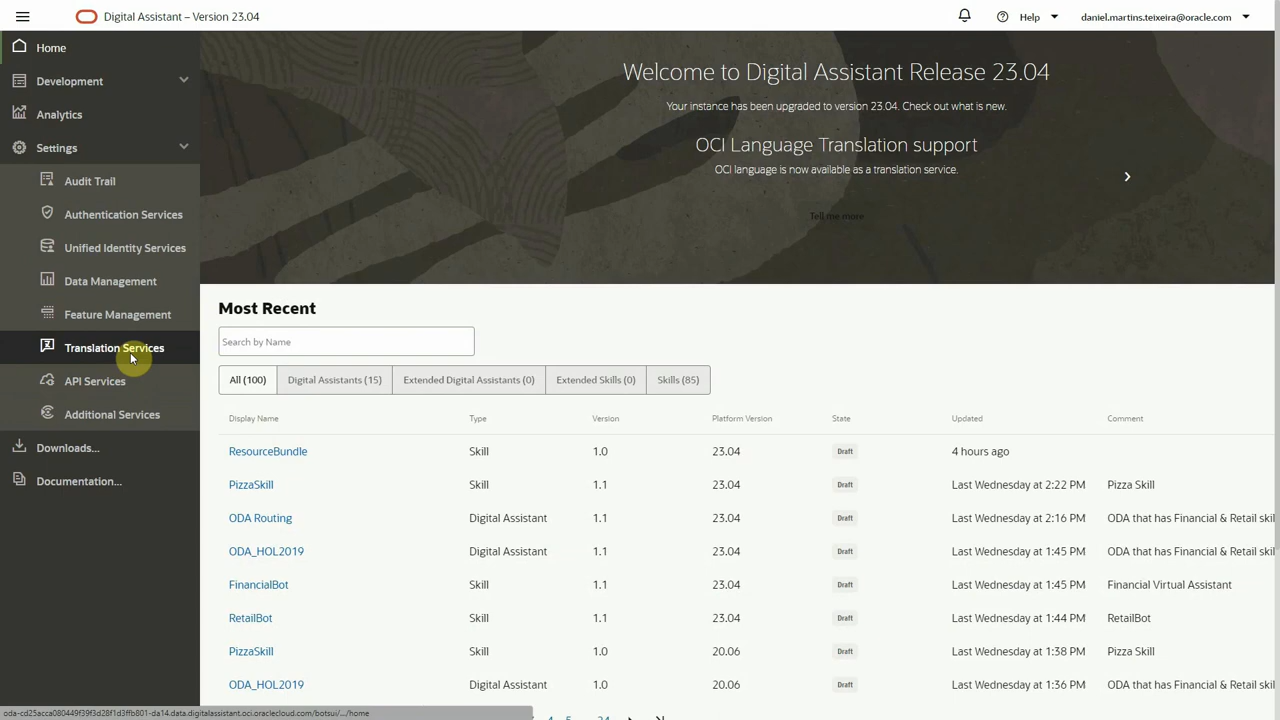 Digital Assistant – Version 23.04
Help
daniel.martins.teixeira@oracle.com
Home
Development
Analytics
Settings
Audit Trail
Authentication Services
Unified Identity Services
Data Management
Feature Management
Translation Services
API Services
Additional Services
Downloads...
Documentation...
Welcome to Digital Assistant Release 23.04
Your instance has been upgraded to version 23.04. Check out what is new.
OCI Language Translation support
OCI language is now available as a translation service.
Tell me more
Most Recent
Search by Name
All (100) Digital Assistants (15) Extended Digital Assistants (0) Extended Skills (0) Skills (85)
Display Name Type Version Platform Version State Updated Comment
ResourceBundle Skill 1.0 23.04 Draft 4 hours ago
PizzaSkill Skill 1.1 23.04 Draft Last Wednesday at 2:22 PM Pizza Skill
ODA Routing Digital Assistant 1.1 23.04 Draft Last Wednesday at 2:16 PM ODA that has Financial & Retail skil
ODA_HOL2019 Digital Assistant 1.1 23.04 Draft Last Wednesday at 1:45 PM ODA that has Financial & Retail skil
FinancialBot Skill 1.1 23.04 Draft Last Wednesday at 1:45 PM Financial Virtual Assistant
RetailBot Skill 1.1 23.04 Draft Last Wednesday at 1:44 PM RetailBot
PizzaSkill Skill 1.0 20.06 Draft Last Wednesday at 1:38 PM Pizza Skill
ODA_HOL2019 Digital Assistant 1.0 20.06 Draft Last Wednesday at 1:36 PM ODA that has Financial & Retail skil